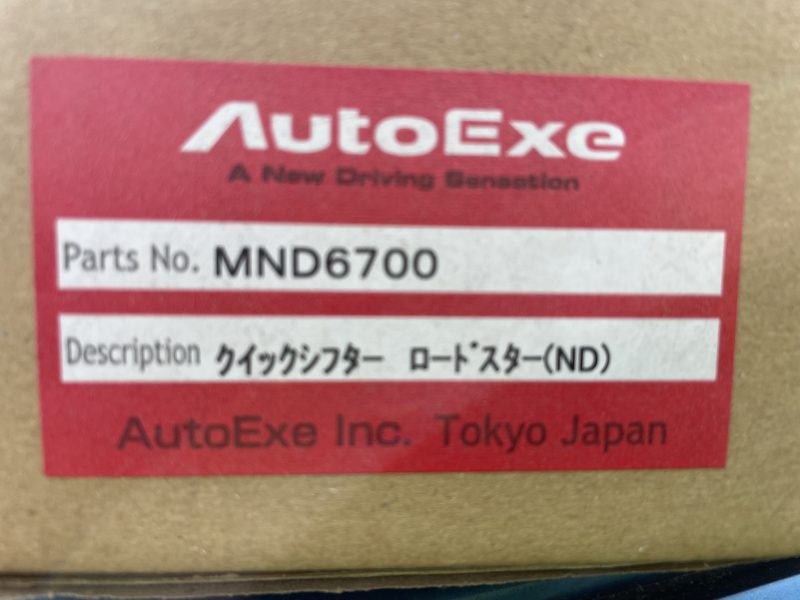 AutoExe
A New Driving Sensation
Parts No. MND6700
Description クイックシフター ロードスター(ND)
AutoExe Inc. Tokyo Japan